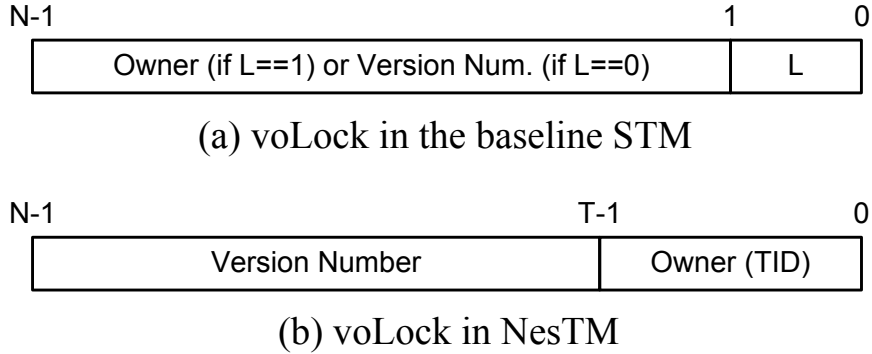 N-1 1 0
Owner (if L==1) or Version Num. (if L==0) L
(a) voLock in the baseline STM
N-1 T-1 0
Version Number Owner (TID)
(b) voLock in NesTM